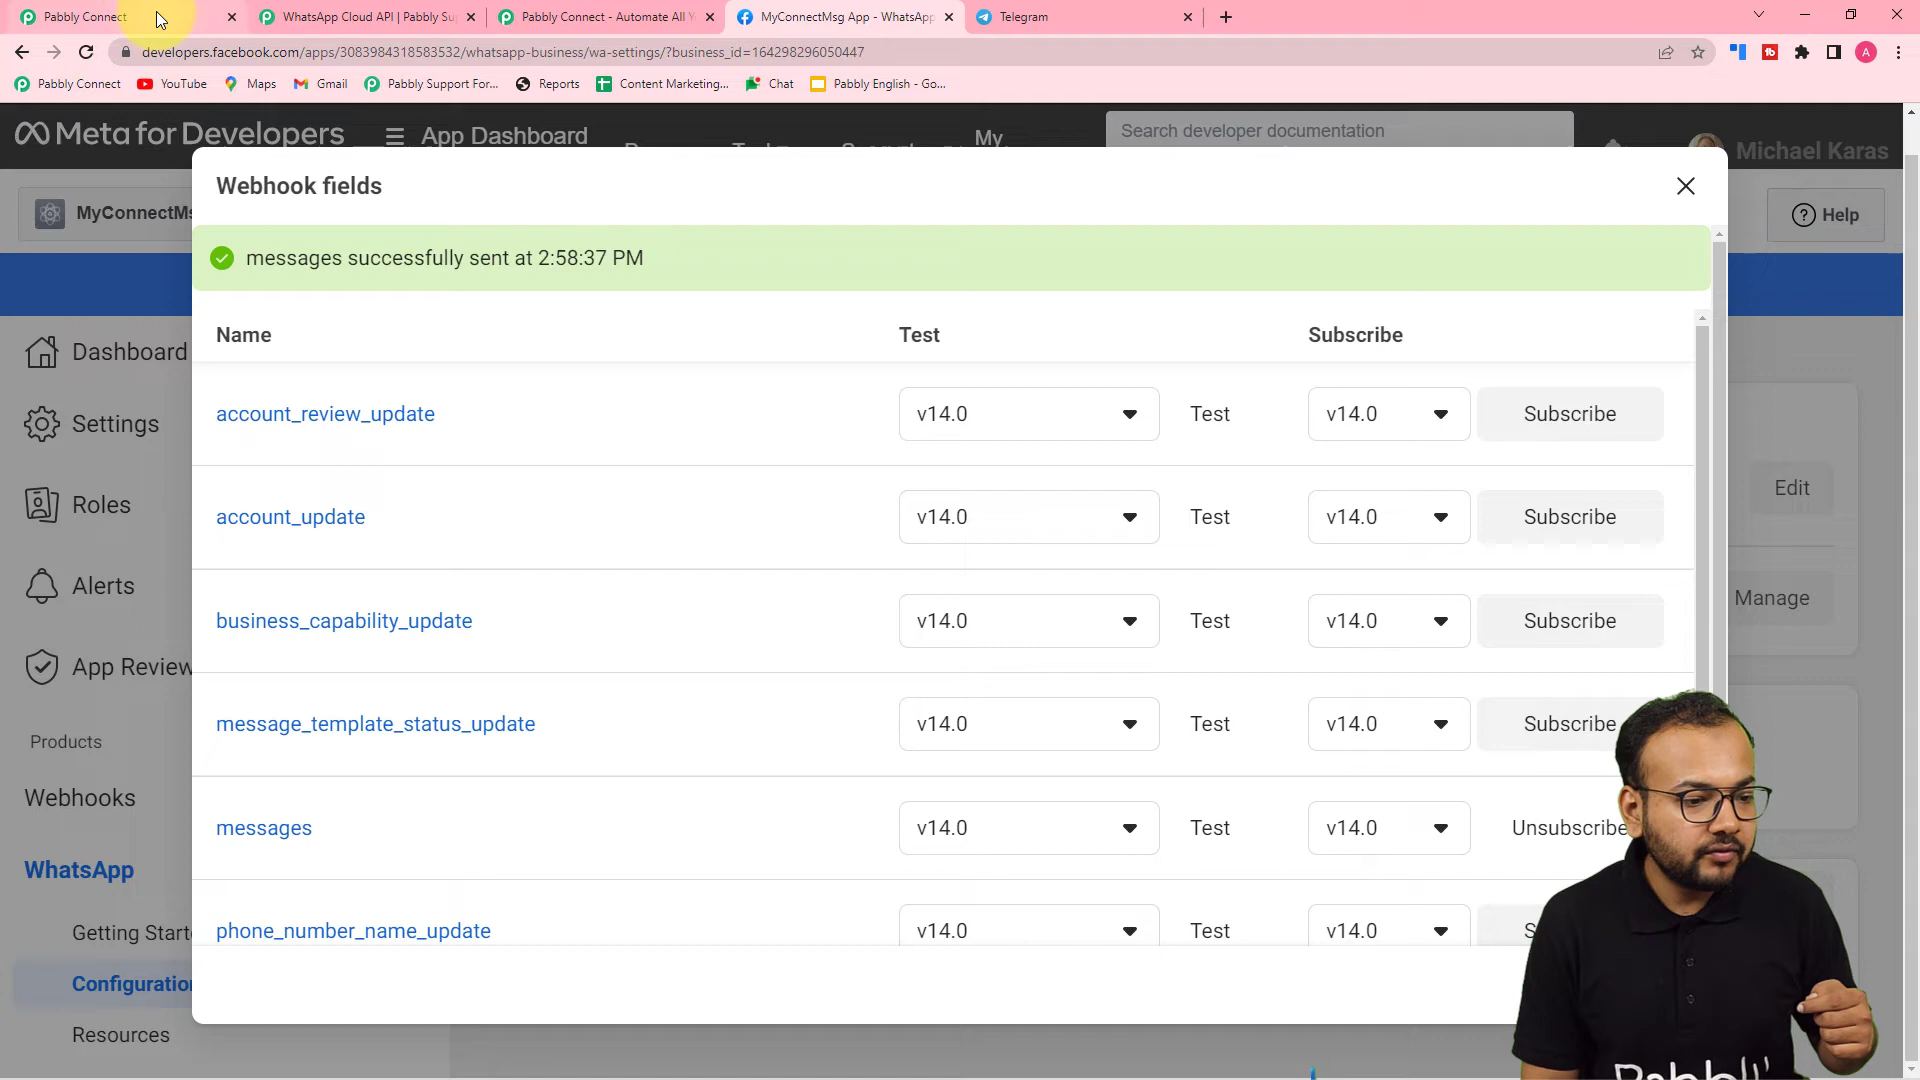 Pabbly Connect
WhatsApp Cloud API | Pabbly Su
Pabbly Connect - Automate All Y
MyConnectMsg App - WhatsApp
Telegram
developers.facebook.com/apps/3083984318583532/whatsapp-business/wa-settings/?business_id=164298296050447
A
Pabbly Connect
YouTube
Maps
Gmail
Pabbly Support For...
Reports
Content Marketing...
Chat
Pabbly English - Go...
Meta for Developers
App Dashboard
My
Search developer documentation
Michael Karas
MyConnectMs
Help
Webhook fields
messages successfully sent at 2:58:37 PM
Name
Test
Subscribe
account_review_update
v14.0
Test
v14.0
Subscribe
account_update
v14.0
Test
v14.0
Subscribe
business_capability_update
v14.0
Test
v14.0
Subscribe
message_template_status_update
v14.0
Test
v14.0
Subscribe
messages
v14.0
Test
v14.0
Unsubscribe
phone_number_name_update
v14.0
Test
v14.0
S
Dashboard
Settings
Roles
Alerts
App Review
Products
Webhooks
WhatsApp
Getting Starte
Configuration
Resources
Edit
Manage
Pabbly